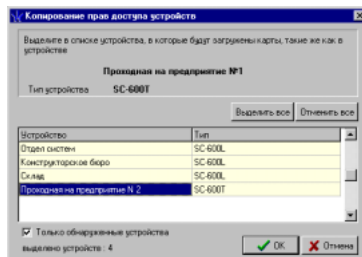 Копирование прав доступа устройств
Выделите в списке устройства, в которые будут загружены карты, такие же как в
устройстве
Проходная на предприятие №1
Тип устройства SC-600T
Выделить все Отменить все
Устройство Тип
Отдел систем SC-600L
Конструкторское бюро SC-600L
Склад SC-600L
Проходная на предприятие N 2 SC-600T
Только обнаруженные устройства
выделено устройств: 4
OK Отмена